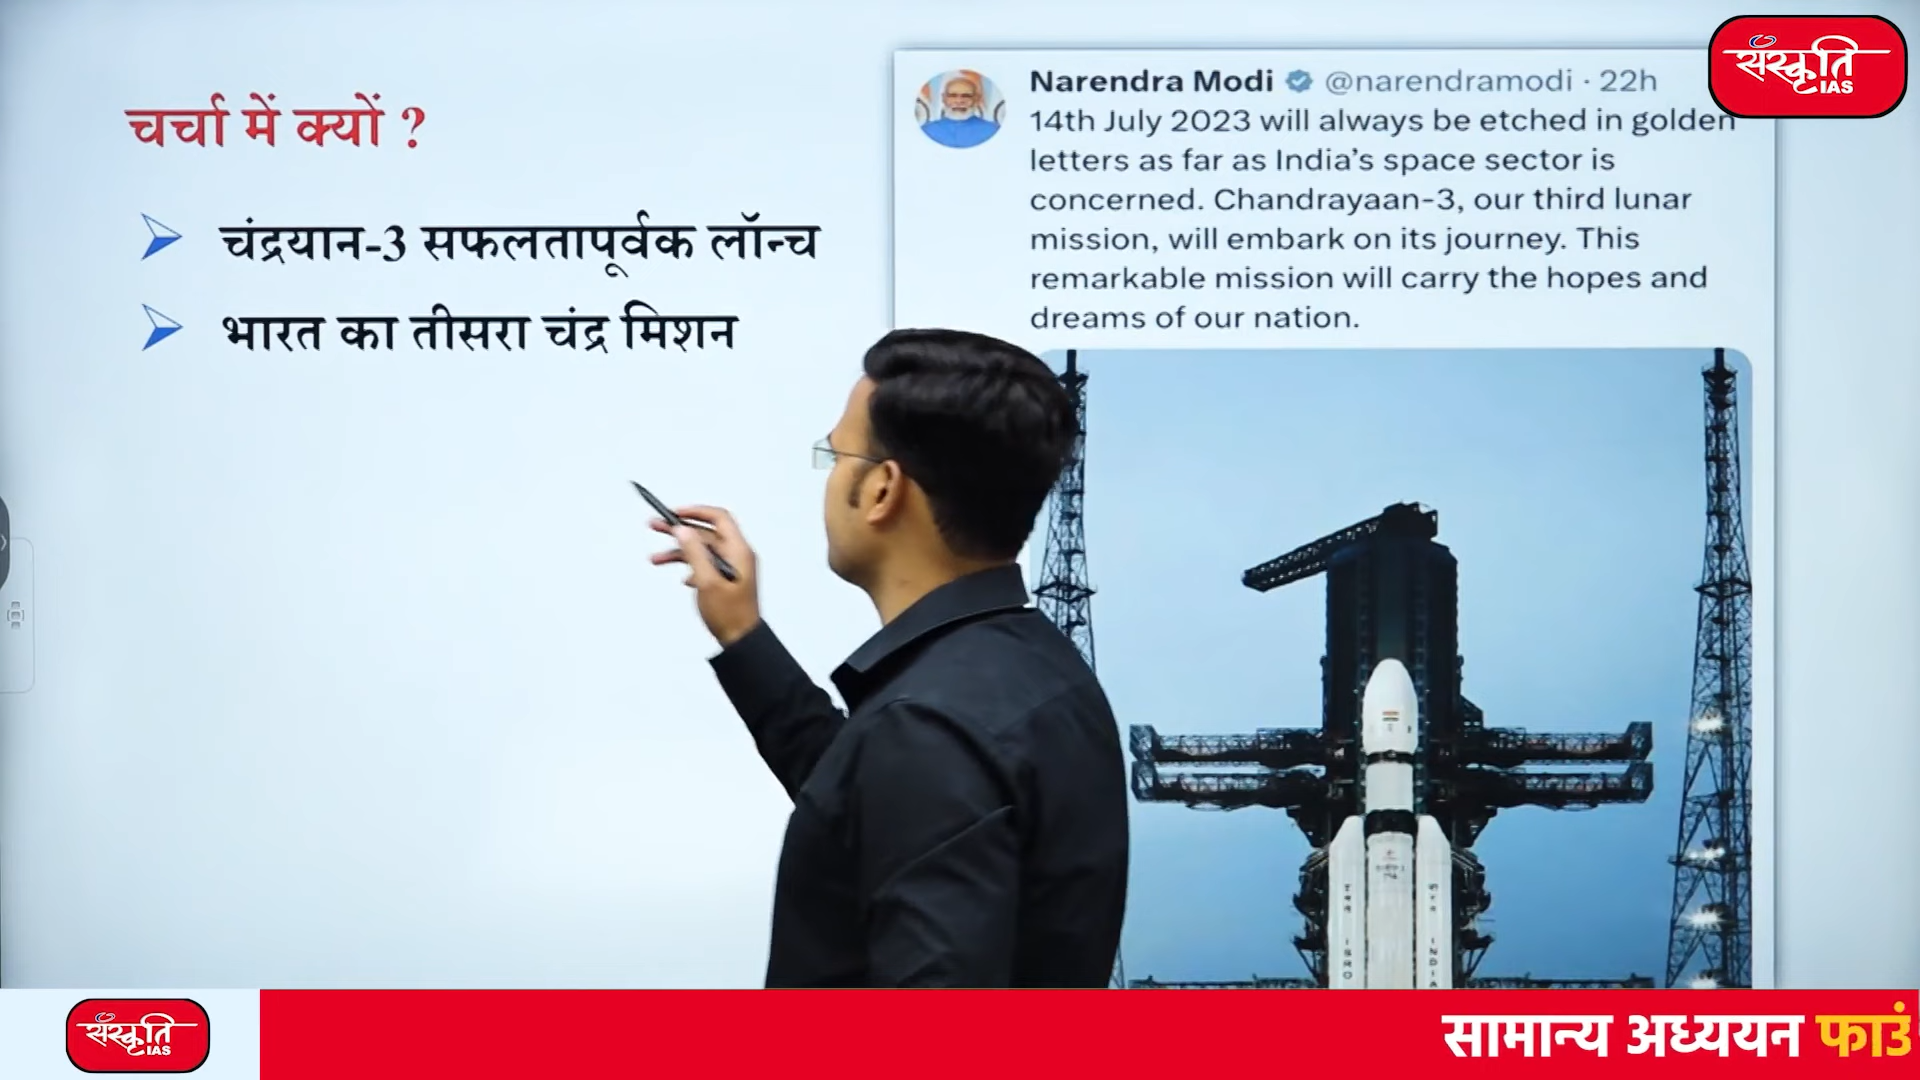 चर्चा में क्यों ?
चंद्रयान-3 सफलतापूर्वक लॉन्च
भारत का तीसरा चंद्र मिशन
Narendra Modi @narendramodi · 22h
14th July 2023 will always be etched in golden
letters as far as India’s space sector is
concerned. Chandrayaan-3, our third lunar
mission, will embark on its journey. This
remarkable mission will carry the hopes and
dreams of our nation.
संस्कृति
IAS
ISRO
INDIA
संस्कृति
IAS
सामान्य अध्ययन फाउं